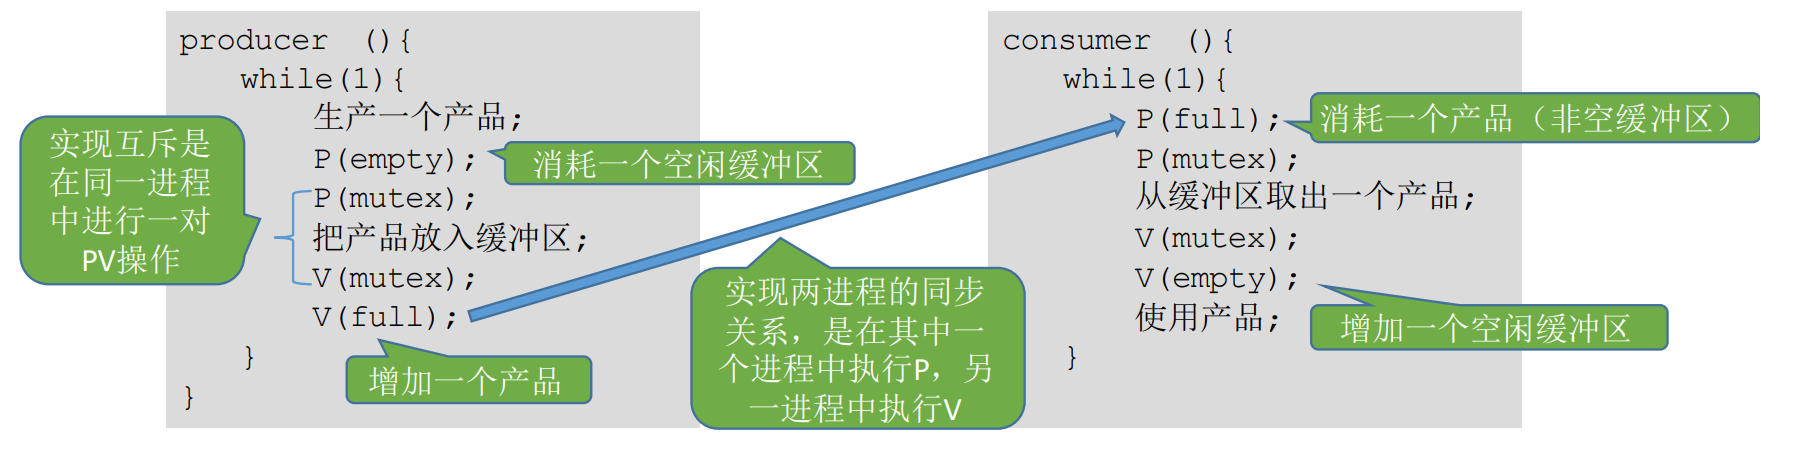 producer (){
while(1){
生产一个产品;
P(empty);
P(mutex);
把产品放入缓冲区;
V(mutex);
V(full);
}
}
实现互斥是
在同一进程
中进行一对
PV操作
消耗一个空闲缓冲区
增加一个产品
实现两进程的同步
关系，是在其中一
个进程中执行P，另
一进程中执行V
consumer (){
while(1){
P(full);
P(mutex);
从缓冲区取出一个产品;
V(mutex);
V(empty);
使用产品;
}
消耗一个产品（非空缓冲区）
增加一个空闲缓冲区